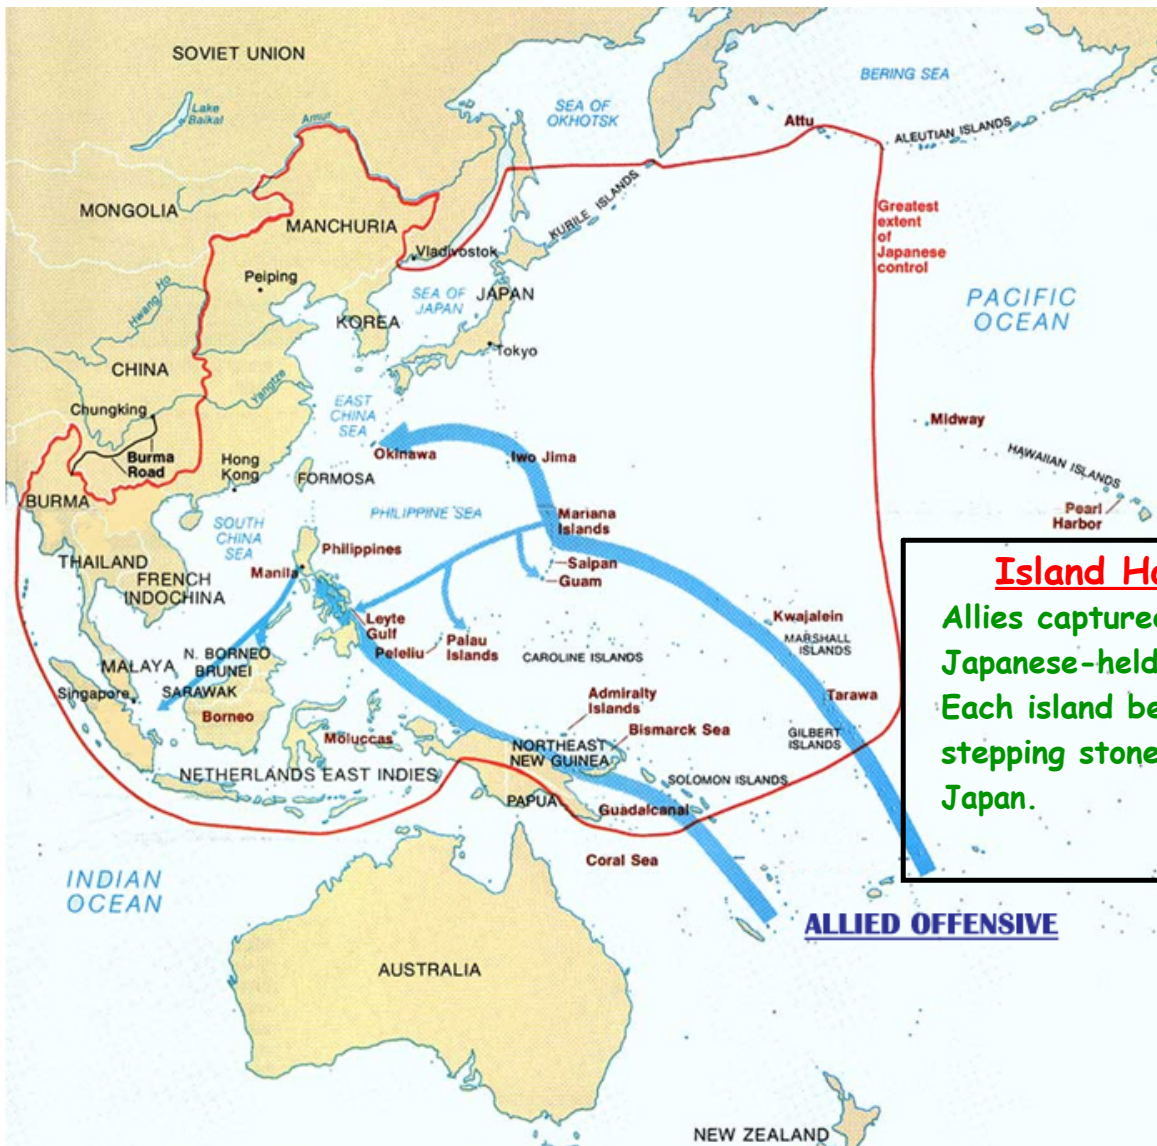 SOVIET UNION
BERING SEA
SEA OF
OKHOTSK
Lake
Baikal
Amur
Attu
ALEUTIAN ISLANDS
MONGOLIA
MANCHURIA
KURILE ISLANDS
Greatest
extent
of
Japanese
control
Vladivostok
Peiping
SEA OF
JAPAN
JAPAN
PACIFIC
OCEAN
Hwang Ho
KOREA
Tokyo
CHINA
Yangtze
EAST
CHINA
SEA
Chungking
Midway
Burma
Road
Okinawa
Iwo Jima
HAWAIIAN ISLANDS
Hong
Kong
FORMOSA
BURMA
PHILIPPINE SEA
Mariana
Islands
Pearl
Harbor
SOUTH
CHINA
SEA
Philippines
THAILAND
Manila
Saipan
Guam
FRENCH
INDOCHINA
Island Ho
Allies captured
Japanese-held
Each island be
stepping stone
Japan.
Leyte
Gulf
Kwajalein
MARSHALL
ISLANDS
Peleliu
Palau
Islands
CAROLINE ISLANDS
MALAYA
N. BORNEO
BRUNEI
Singapore
SARAWAK
Borneo
Admiralty
Islands
Tarawa
Bismarck Sea
GILBERT
ISLANDS
Moluccas
NORTHEAST
NEW GUINEA
NETHERLANDS EAST INDIES
SOLOMON ISLANDS
PAPUA
Guadalcanal
Coral Sea
INDIAN
OCEAN
ALLIED OFFENSIVE
AUSTRALIA
NEW ZEALAND